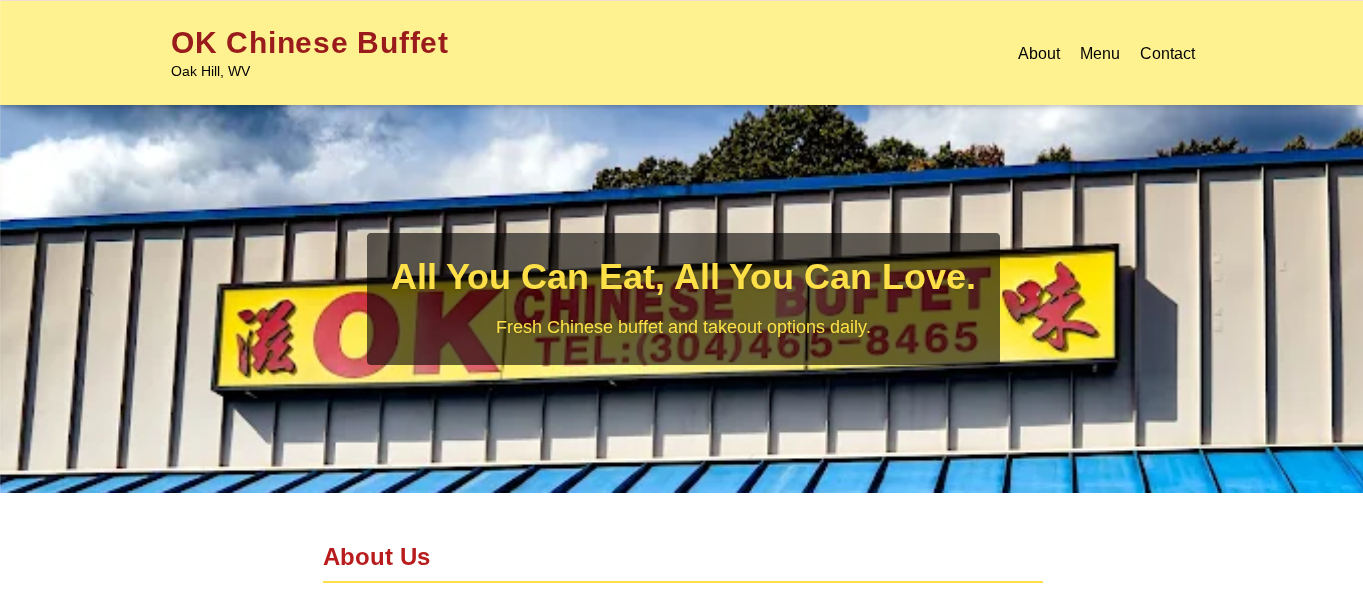 OK Chinese Buffet
Oak Hill, WV
About Menu Contact
All You Can Eat, All You Can Love.
Fresh Chinese buffet and takeout options daily.
滋 OK CHINESE BUFFET 味
TEL:(304)465-8465
About Us